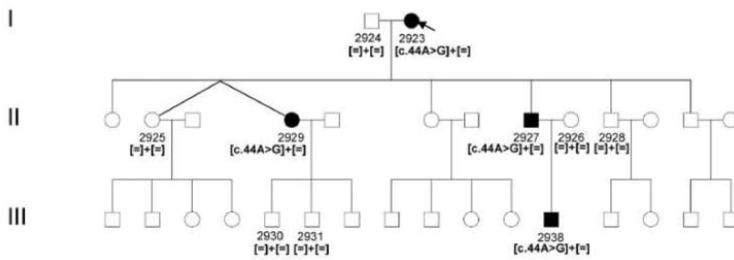 I
2924 2923
[=]+[=] [c.44A>G]+[=]
II
2925 2929 2927 2926 2928
[=]+[=] [c.44A>G]+[=] [c.44A>G]+[=] [=]+[=] [=]+[=]
III
2930 2931 2938
[=]+[=] [=]+[=] [c.44A>G]+[=]